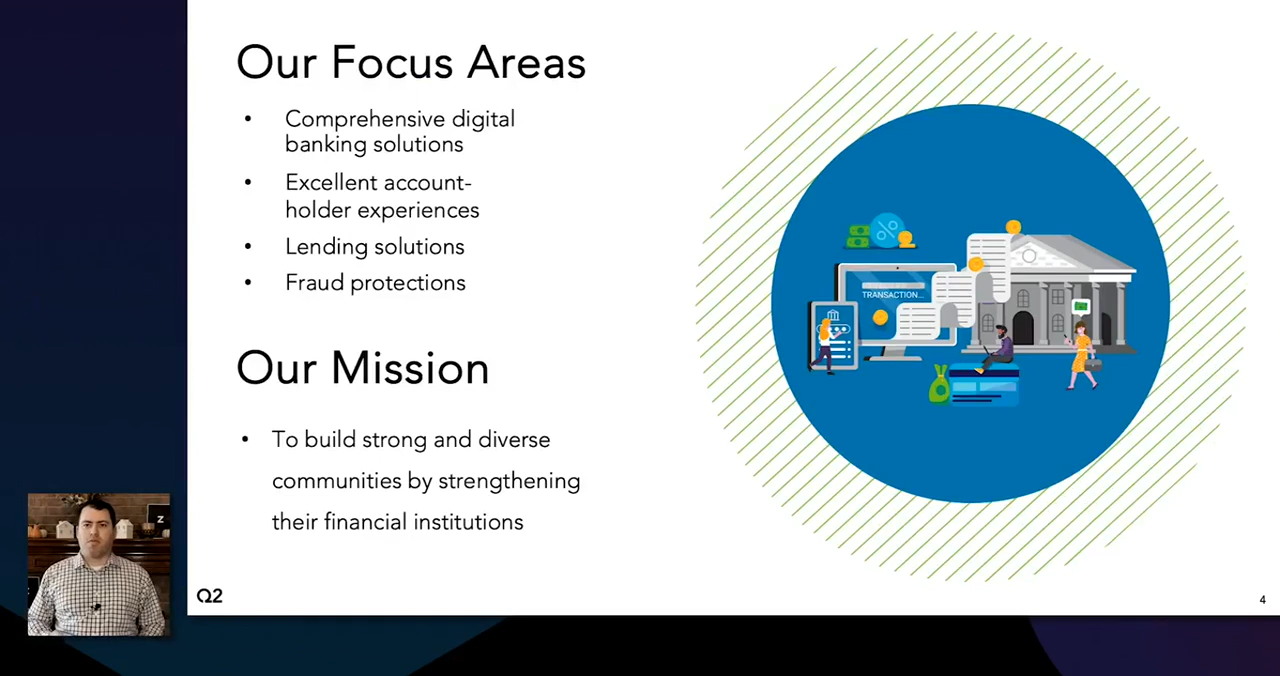 Our Focus Areas
• Comprehensive digital
banking solutions
• Excellent account-
holder experiences
• Lending solutions
• Fraud protections
TRANSACTION...
Our Mission
• To build strong and diverse
communities by strengthening
their financial institutions
z
Q2
4